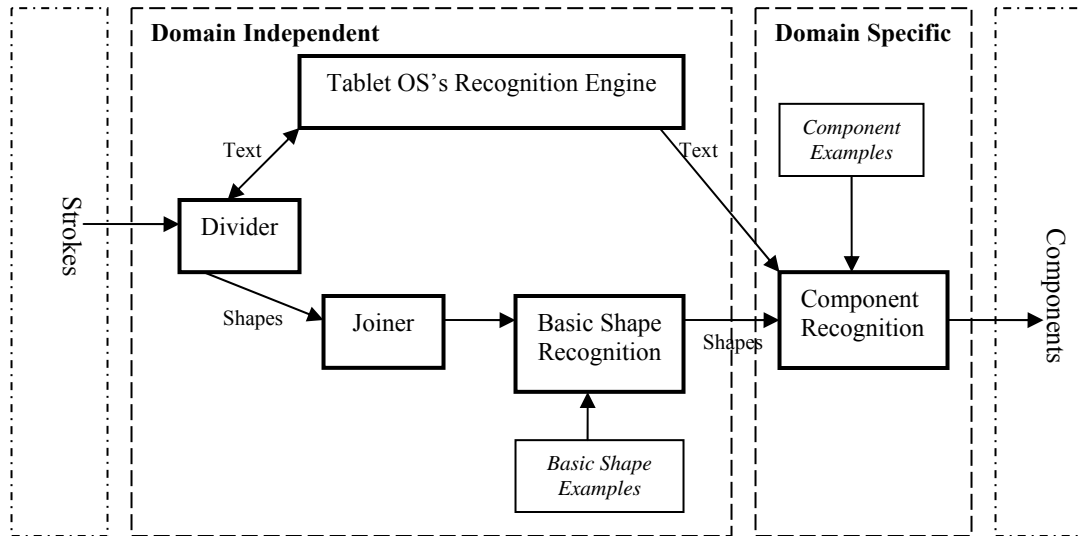 Domain Independent
Domain Specific
Tablet OS’s Recognition Engine
Component
Examples
Text
Text
Strokes
Divider
Components
Shapes
Joiner
Basic Shape
Recognition
Shapes
Component
Recognition
Basic Shape
Examples